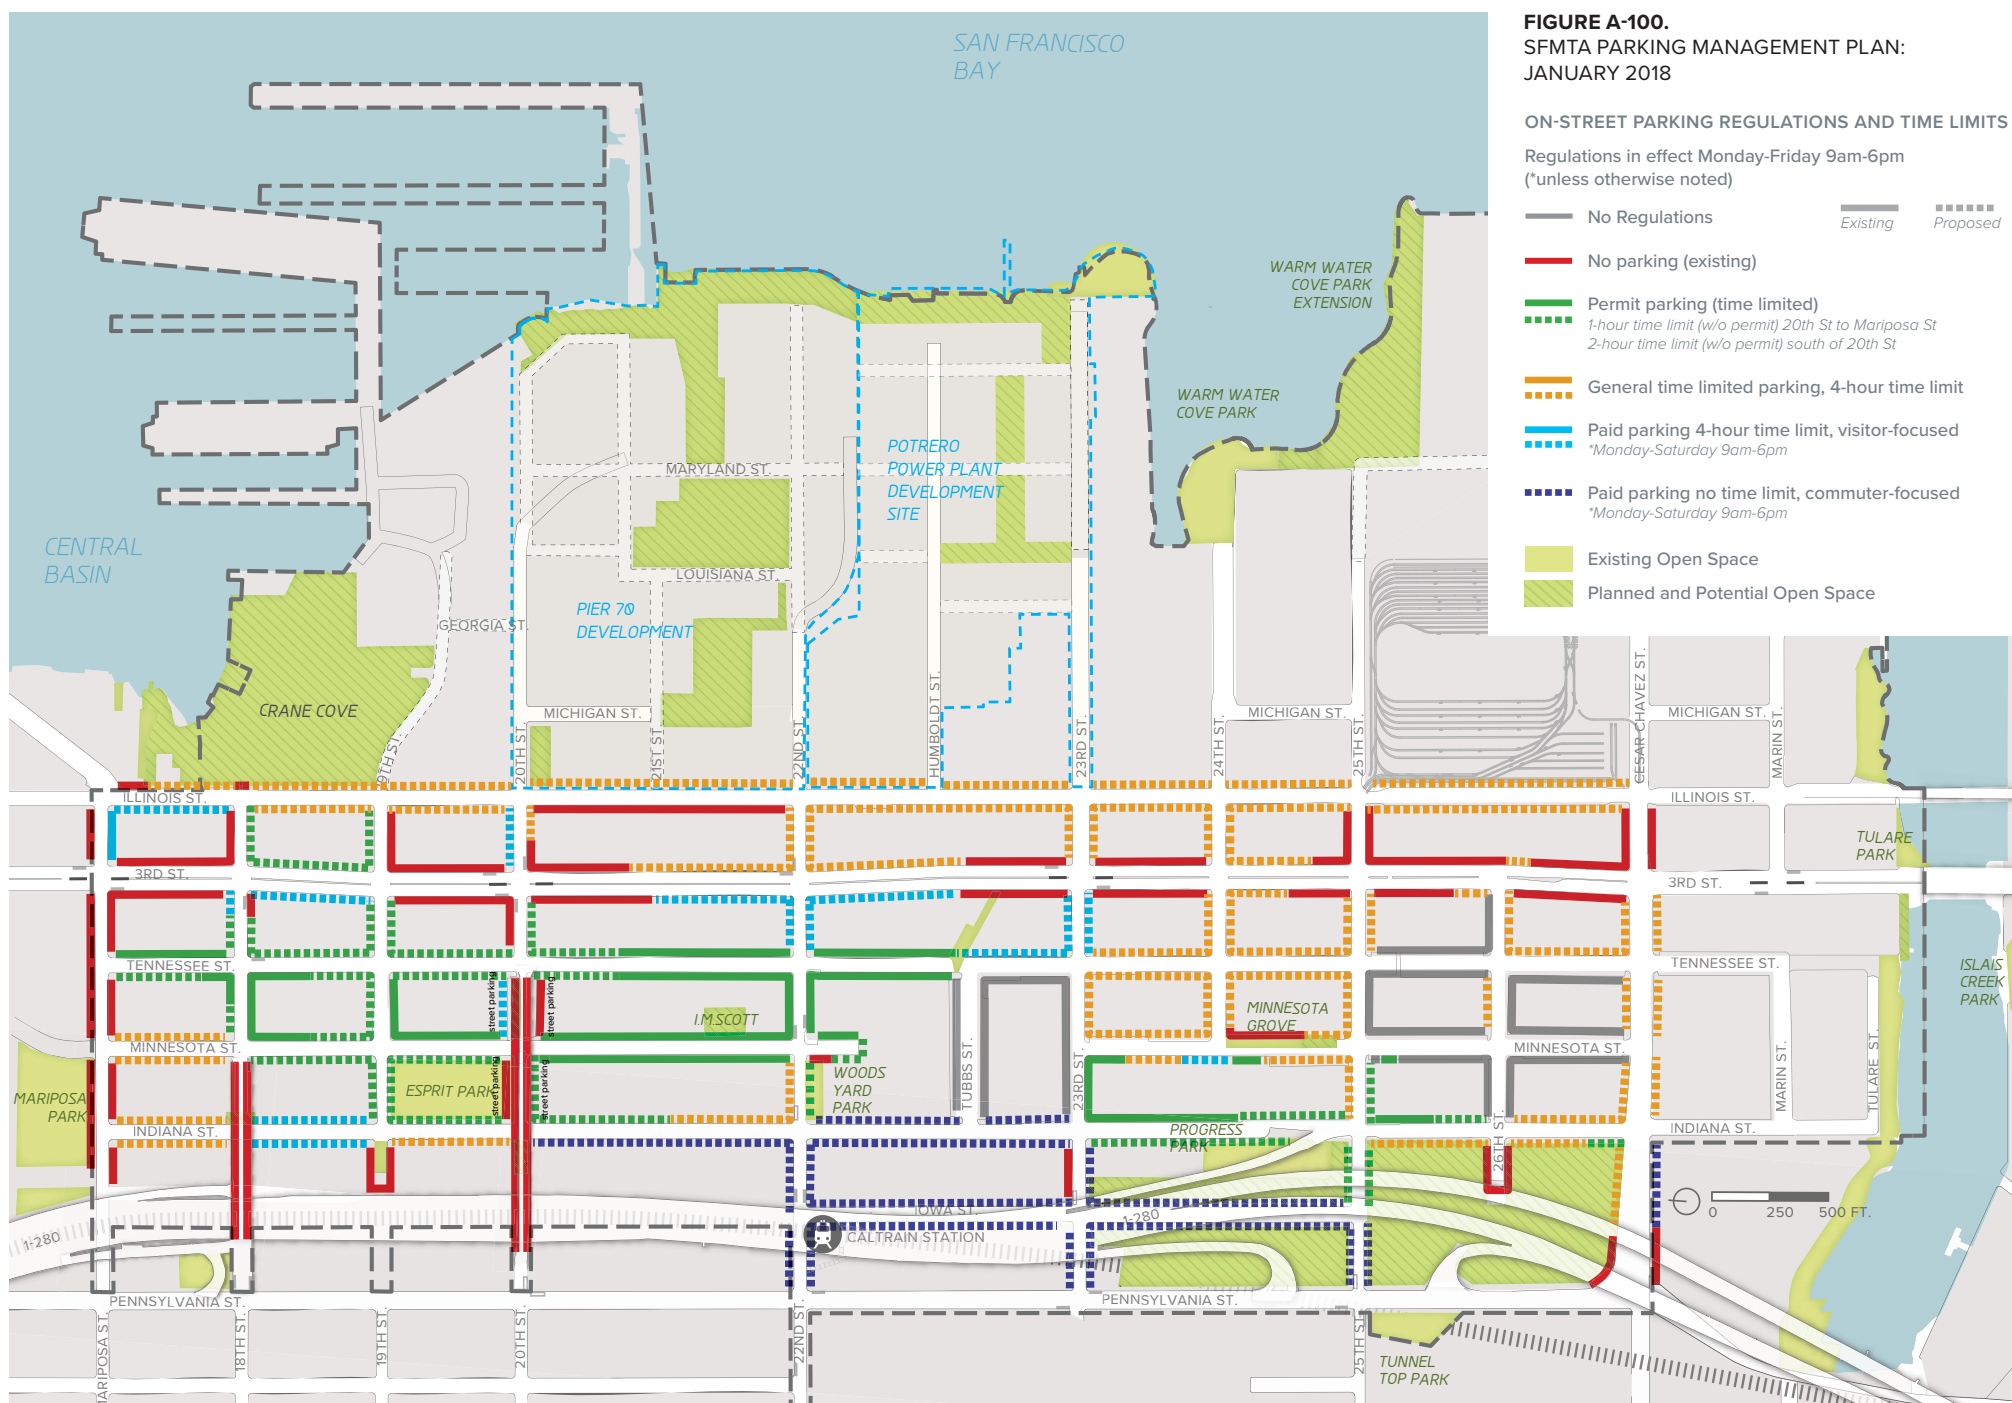 FIGURE A-100.
SFMTA PARKING MANAGEMENT PLAN:
JANUARY 2018
ON-STREET PARKING REGULATIONS AND TIME LIMITS
Regulations in effect Monday-Friday 9am-6pm
(*unless otherwise noted)
No Regulations
Existing
Proposed
No parking (existing)
Permit parking (time limited)
1-hour time limit (w/o permit) 20th St to Mariposa St
2-hour time limit (w/o permit) south of 20th St
General time limited parking, 4-hour time limit
Paid parking 4-hour time limit, visitor-focused
*Monday-Saturday 9am-6pm
Paid parking no time limit, commuter-focused
*Monday-Saturday 9am-6pm
Existing Open Space
Planned and Potential Open Space
SAN FRANCISCO
BAY
WARM WATER
COVE PARK
EXTENSION
WARM WATER
COVE PARK
POTRERO
POWER PLANT
DEVELOPMENT
SITE
MARYLAND ST.
CENTRAL
BASIN
LOUISIANA ST.
PIER 70
DEVELOPMENT
GEORGIA ST.
CRANE COVE
MICHIGAN ST.
MICHIGAN ST.
MICHIGAN ST.
19TH ST.
20TH ST.
21ST ST.
22ND ST.
HUMBOLDT ST.
23RD ST.
24TH ST.
25TH ST.
CESAR CHAVEZ ST.
MARIN ST.
ILLINOIS ST.
ILLINOIS ST.
TULARE
PARK
3RD ST.
3RD ST.
TENNESSEE ST.
TENNESSEE ST.
ISLAIS
CREEK
PARK
street parking
street parking
I.M.SCOTT
MINNESOTA
GROVE
MINNESOTA ST.
MINNESOTA ST.
MARIPOSA
PARK
ESPRIT PARK
street parking
street parking
WOODS
YARD
PARK
TUBBS ST.
23RD ST.
26TH ST.
MARIN ST.
TULARE ST.
INDIANA ST.
INDIANA ST.
PROGRESS
PARK
IOWA ST.
I-280
I-280
CALTRAIN STATION
0
250
500 FT.
PENNSYLVANIA ST.
PENNSYLVANIA ST.
MARIPOSA ST.
18TH ST.
19TH ST.
20TH ST.
22ND ST.
25TH ST.
TUNNEL
TOP PARK